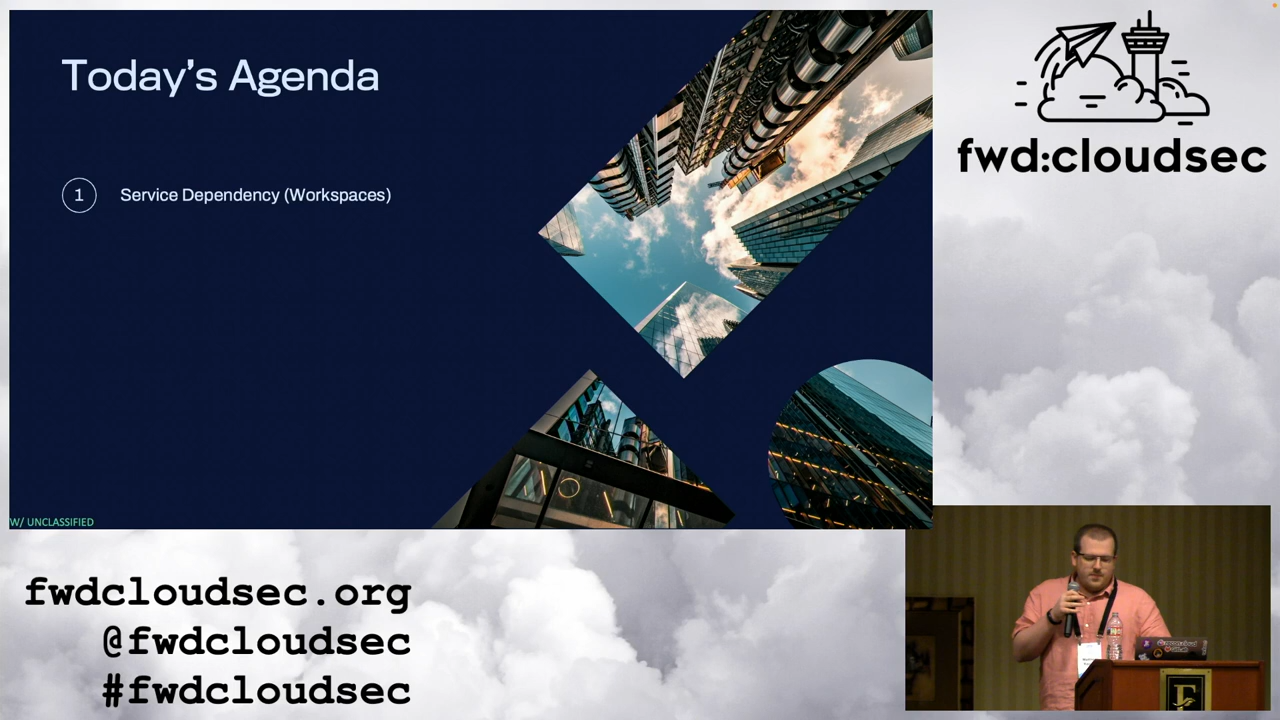 Today's Agenda
1 Service Dependency (Workspaces)
W/ UNCLASSIFIED
fwd:cloudsec
fwdcloudsec.org
@fwdcloudsec
#fwdcloudsec
F